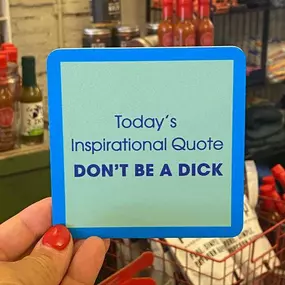 Today's
Inspirational Quote
DON'T BE A DICK